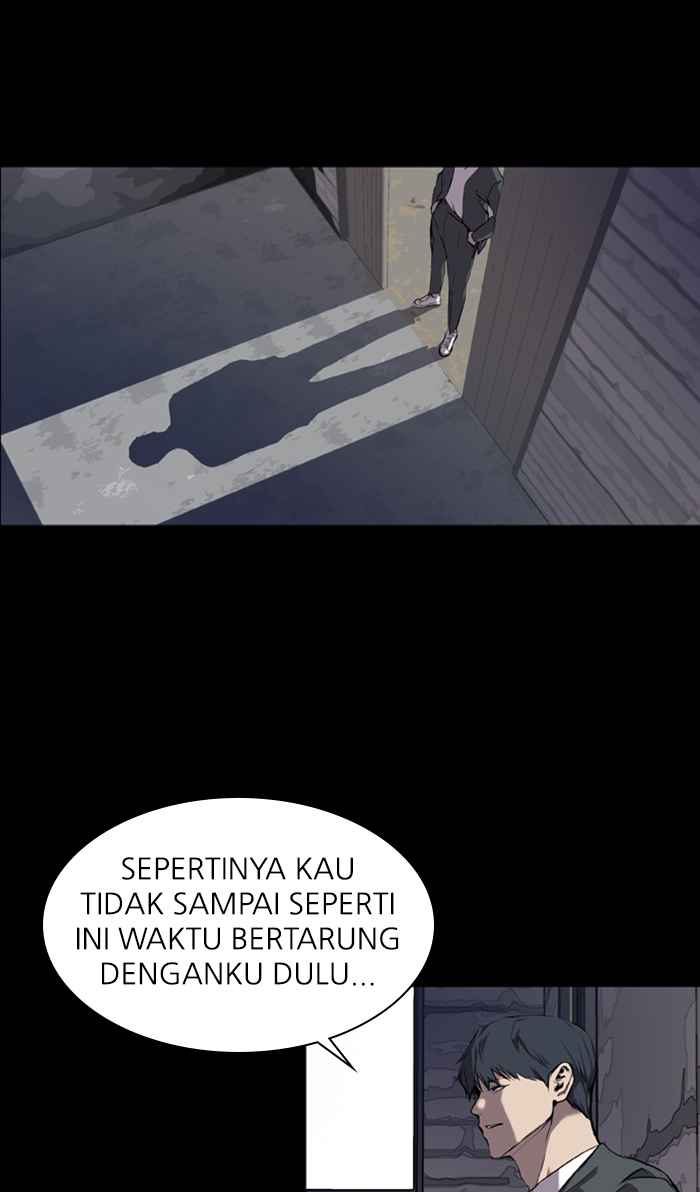 SEPERTINYA KAU
TIDAK SAMPAI SEPERTI
INI WAKTU BERTARUNG
DENGANKU DULU...